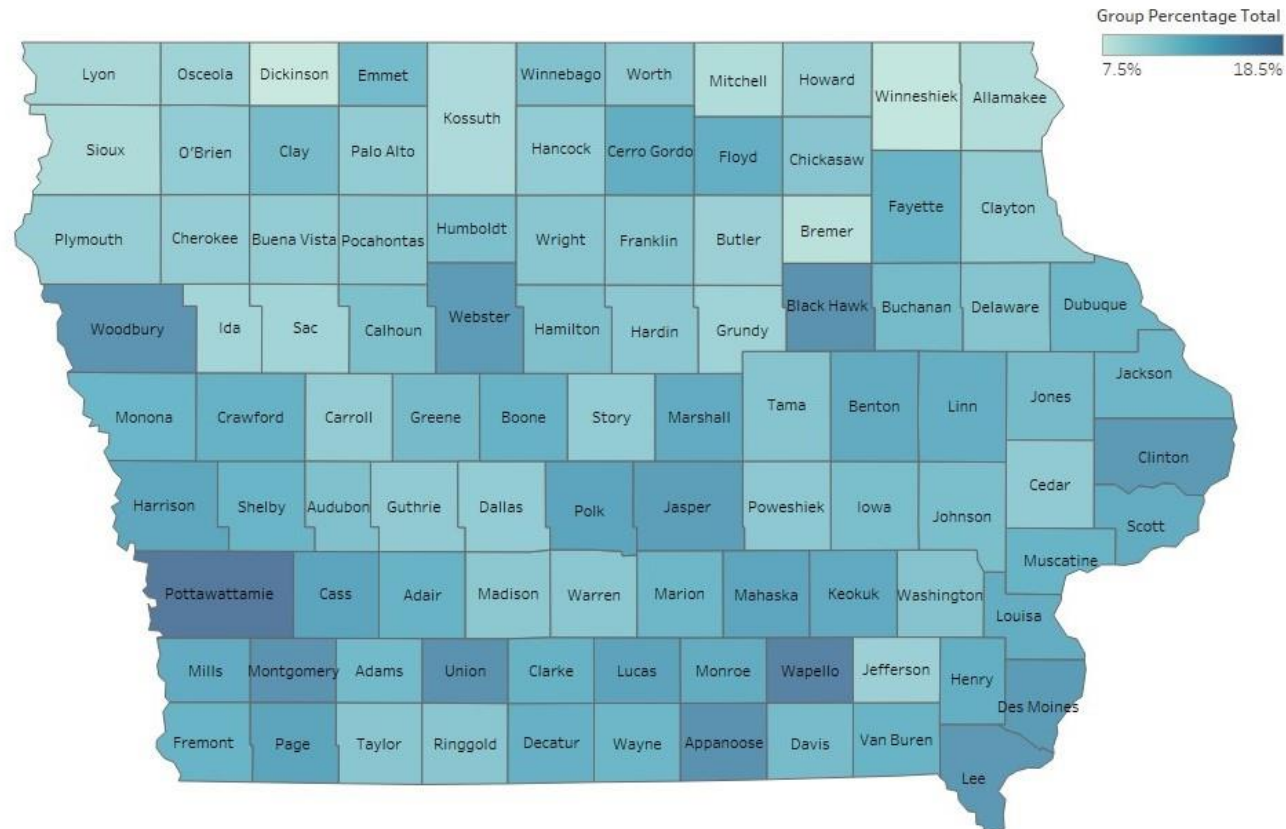 Group Percentage Total
7.5% 18.5%
Lyon Osceola Dickinson Emmet Winnebago Worth Mitchell Howard Winneshiek Allamakee
Kossuth
Sioux O'Brien Clay Palo Alto Hancock Cerro Gordo Floyd Chickasaw
Fayette Clayton
Plymouth Cherokee Buena Vista Pocahontas Humboldt Wright Franklin Butler Bremer
Woodbury Ida Sac Calhoun Webster Hamilton Hardin Grundy Black Hawk Buchanan Delaware Dubuque
Jackson
Monona Crawford Carroll Greene Boone Story Marshall Tama Benton Linn Jones
Clinton
Harrison Shelby Audubon Guthrie Dallas Polk Jasper Poweshiek Iowa Johnson Cedar
Scott
Muscatine
Pottawattamie Cass Adair Madison Warren Marion Mahaska Keokuk Washington
Louisa
Mills Montgomery Adams Union Clarke Lucas Monroe Wapello Jefferson Henry
Des Moines
Fremont Page Taylor Ringgold Decatur Wayne Appanoose Davis Van Buren
Lee